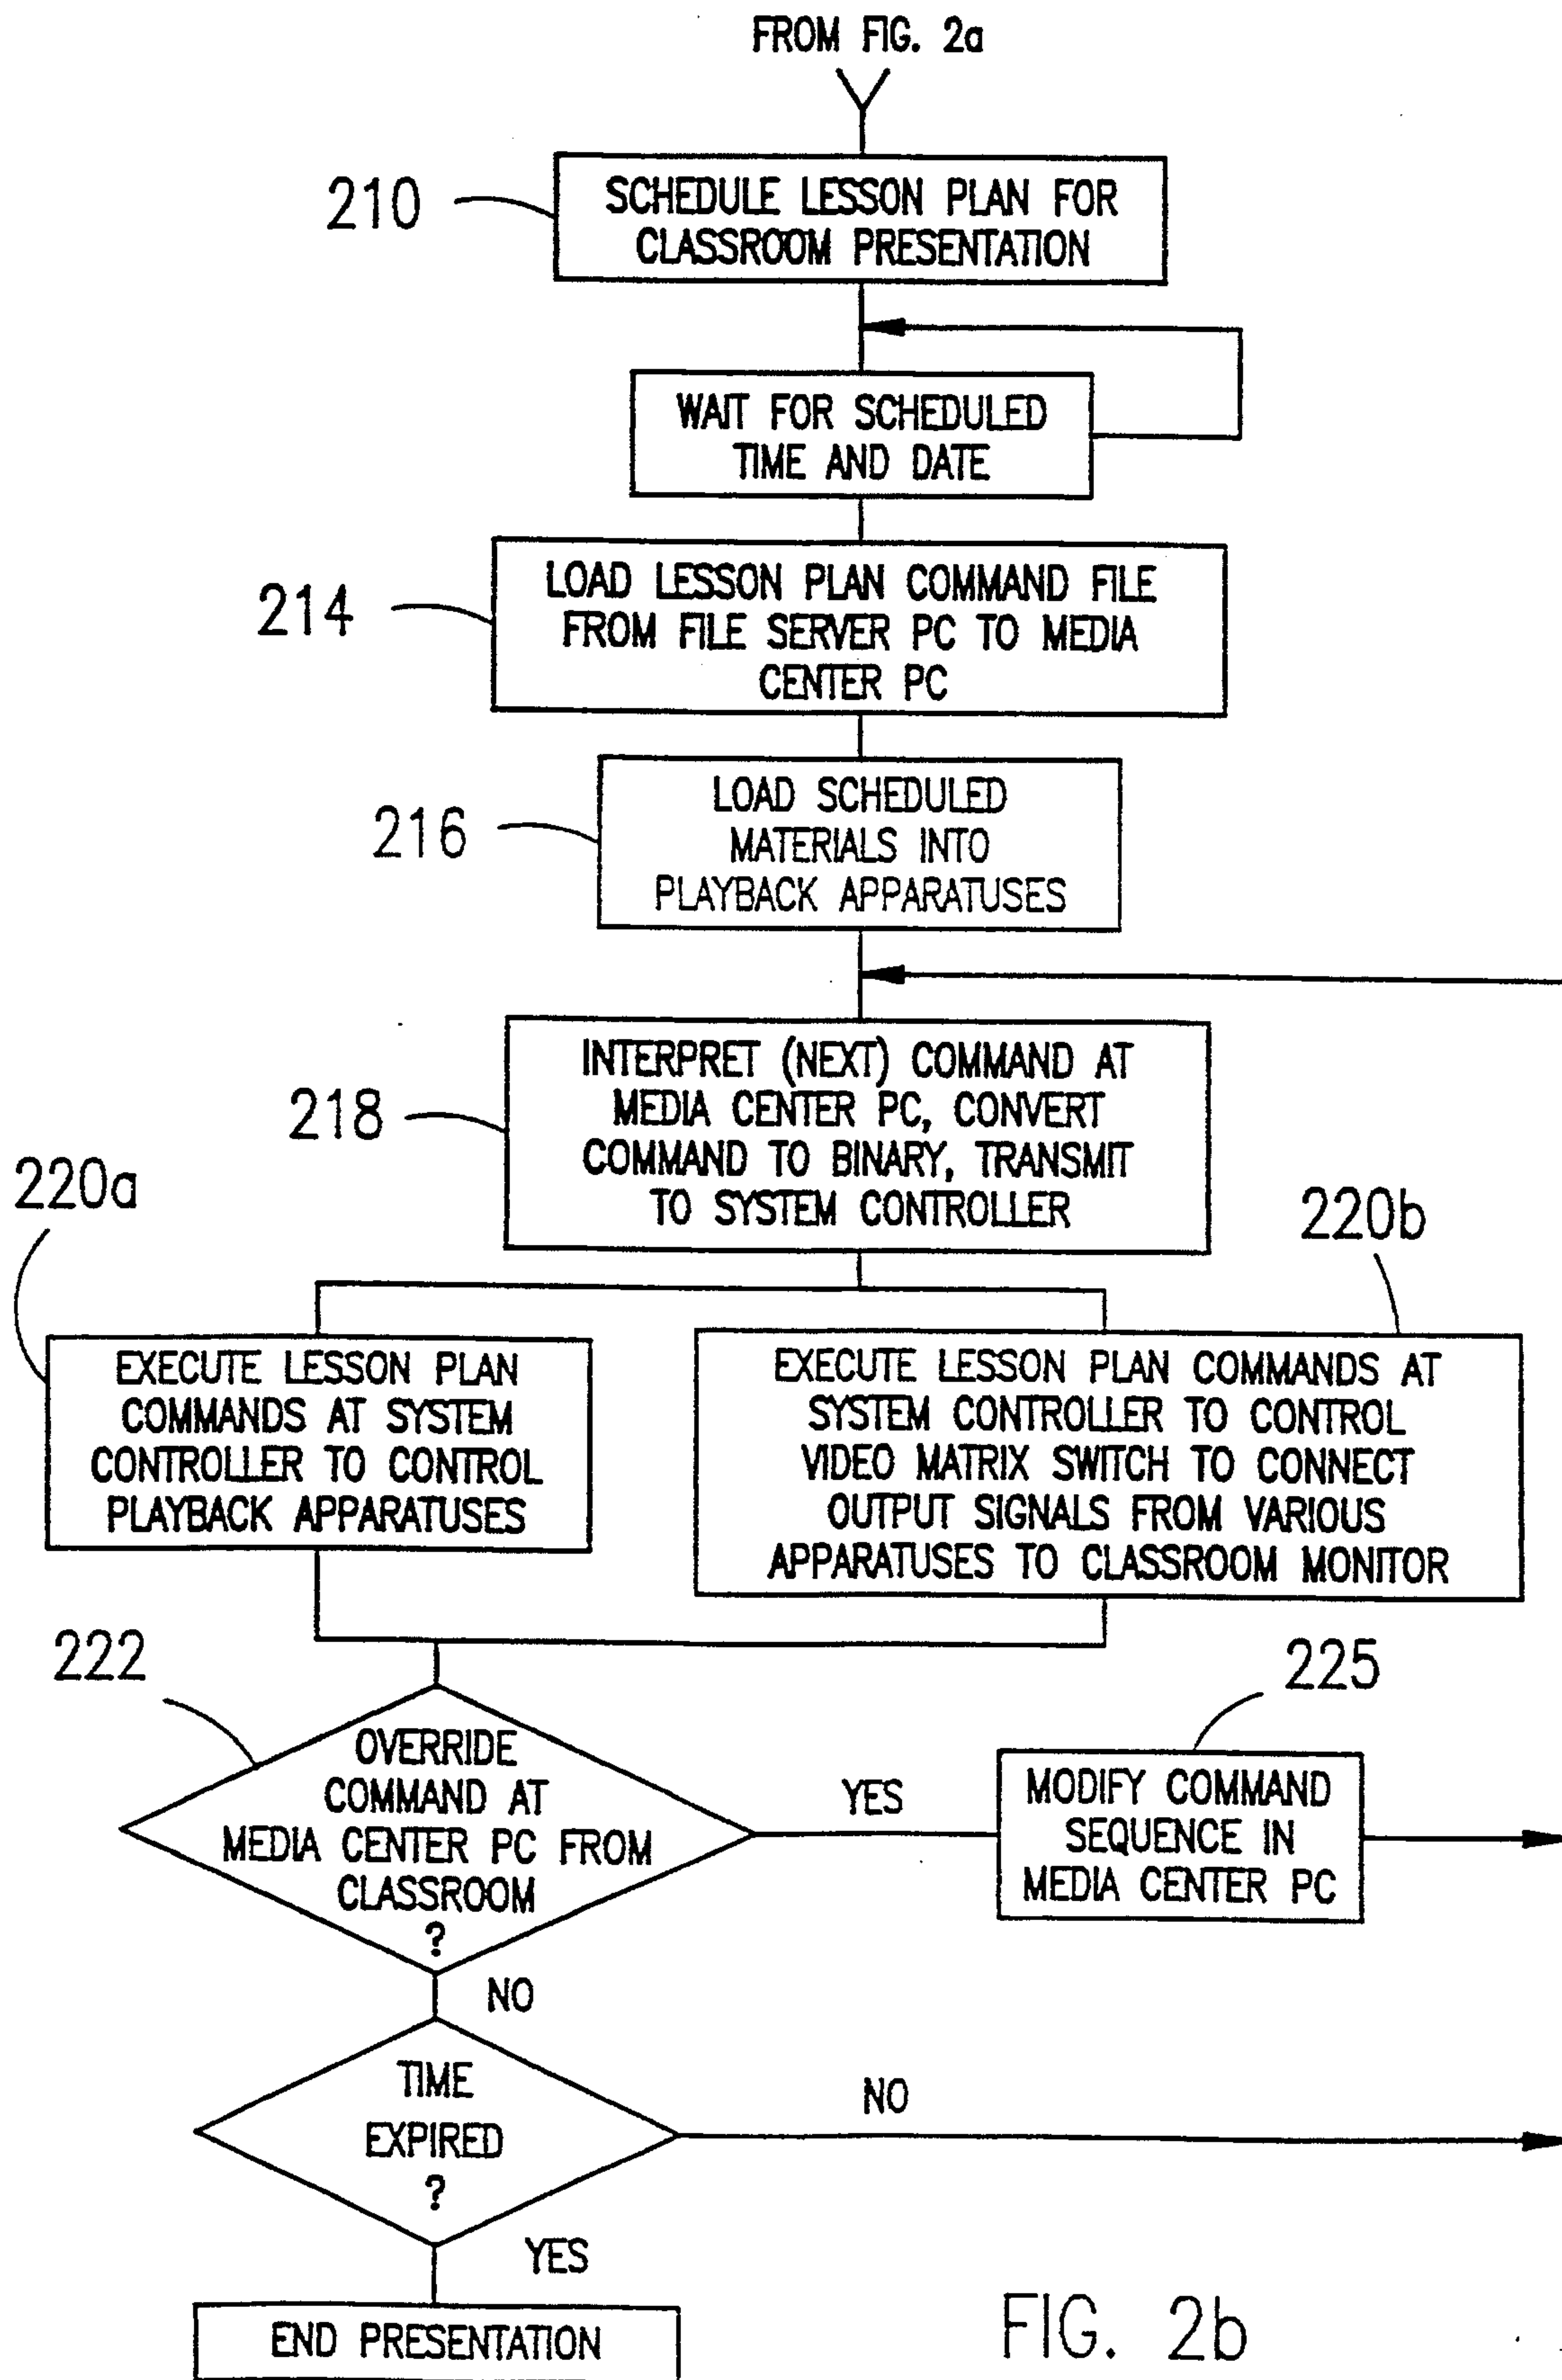 FROM FIG. 2a
210
SCHEDULE LESSON PLAN FOR
CLASSROOM PRESENTATION
WAIT FOR SCHEDULED
TIME AND DATE
214
LOAD LESSON PLAN COMMAND FILE
FROM FILE SERVER PC TO MEDIA
CENTER PC
216
LOAD SCHEDULED
MATERIALS INTO
PLAYBACK APPARATUSES
218
INTERPRET (NEXT) COMMAND AT
MEDIA CENTER PC, CONVERT
COMMAND TO BINARY, TRANSMIT
TO SYSTEM CONTROLLER
220a
EXECUTE LESSON PLAN
COMMANDS AT SYSTEM
CONTROLLER TO CONTROL
PLAYBACK APPARATUSES
220b
EXECUTE LESSON PLAN COMMANDS AT
SYSTEM CONTROLLER TO CONTROL
VIDEO MATRIX SWITCH TO CONNECT
OUTPUT SIGNALS FROM VARIOUS
APPARATUSES TO CLASSROOM MONITOR
222
OVERRIDE
COMMAND AT
MEDIA CENTER PC FROM
CLASSROOM
?
YES
225
MODIFY COMMAND
SEQUENCE IN
MEDIA CENTER PC
NO
TIME
EXPIRED
?
NO
YES
END PRESENTATION
FIG. 2b